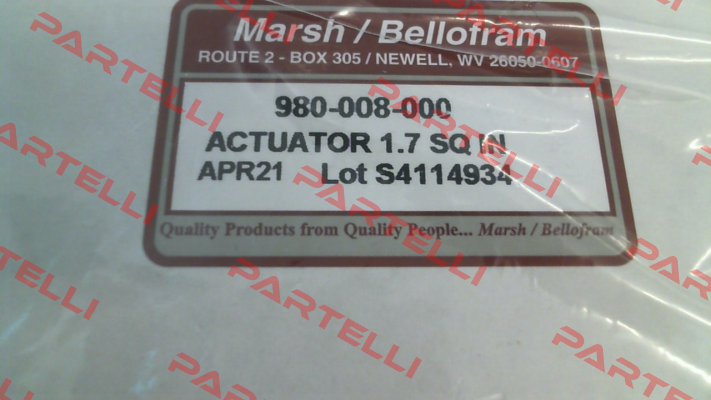 Marsh / Bellofram
ROUTE 2 - BOX 305 / NEWELL, WV 26050-0607
980-008-000
ACTUATOR 1.7 SQ IN
APR21 Lot S4114934
Quality Products from Quality People... Marsh / Bellofram
PARTELLI
PARTELLI
PARTELLI
PARTELLI
PARTELLI
PARTELLI